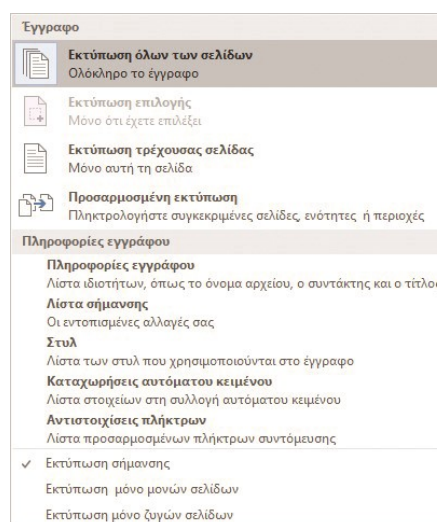 Έγγραφο
Εκτύπωση όλων των σελίδων
Ολόκληρο το έγγραφο
Εκτύπωση επιλογής
Μόνο ότι έχετε επιλέξει
Εκτύπωση τρέχουσας σελίδας
Μόνο αυτή τη σελίδα
Προσαρμοσμένη εκτύπωση
Πληκτρολογήστε συγκεκριμένες σελίδες, ενότητες ή περιοχές
Πληροφορίες εγγράφου
Πληροφορίες εγγράφου
Λίστα ιδιοτήτων, όπως το όνομα αρχείου, ο συντάκτης και ο τίτλος
Λίστα σήμανσης
Οι εντοπισμένες αλλαγές σας
Στυλ
Λίστα των στυλ που χρησιμοποιούνται στο έγγραφο
Καταχωρήσεις αυτόματου κειμένου
Λίστα στοιχείων στη συλλογή αυτόματου κειμένου
Αντιστοιχίσεις πλήκτρων
Λίστα προσαρμοσμένων πλήκτρων συντόμευσης
Εκτύπωση σήμανσης
Εκτύπωση μόνο μονών σελίδων
Εκτύπωση μόνο ζυγών σελίδων